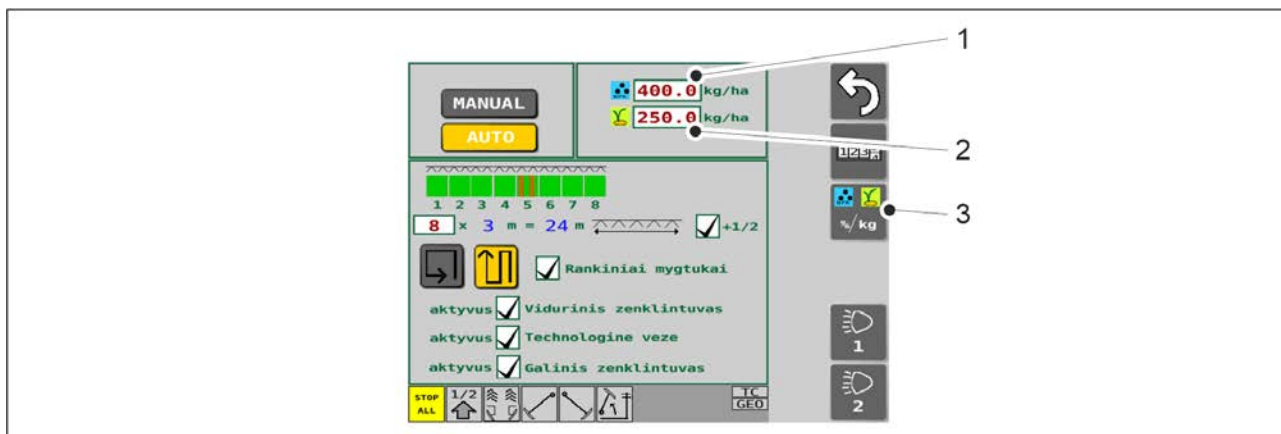 1
MANUAL
AUTO
400.0 kg/ha
250.0 kg/ha
2
3
%/kg
1 2 3 4 5 6 7 8
8 x 3 m = 24 m +1/2
Rankiniai mygtukai
aktyvus Vidurinis zenklintuvas
aktyvus Technologine veze
aktyvus Galinis zenklintuvas
1
STOP ALL
1/2
TC
GEO
2